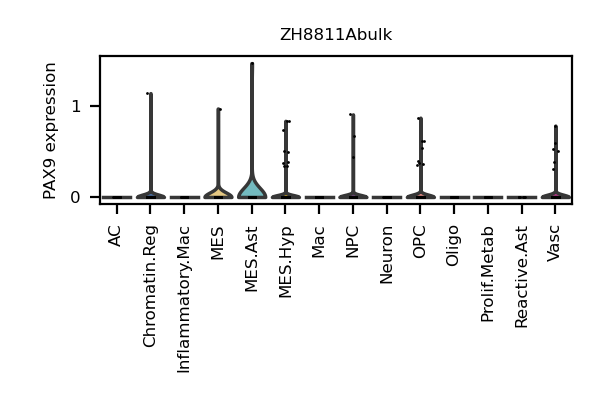 ZH8811Abulk
PAX9 expression
1
0
AC
Chromatin.Reg
Inflammatory.Mac
MES
MES.Ast
MES.Hyp
Mac
NPC
Neuron
OPC
Oligo
Prolif.Metab
Reactive.Ast
Vasc